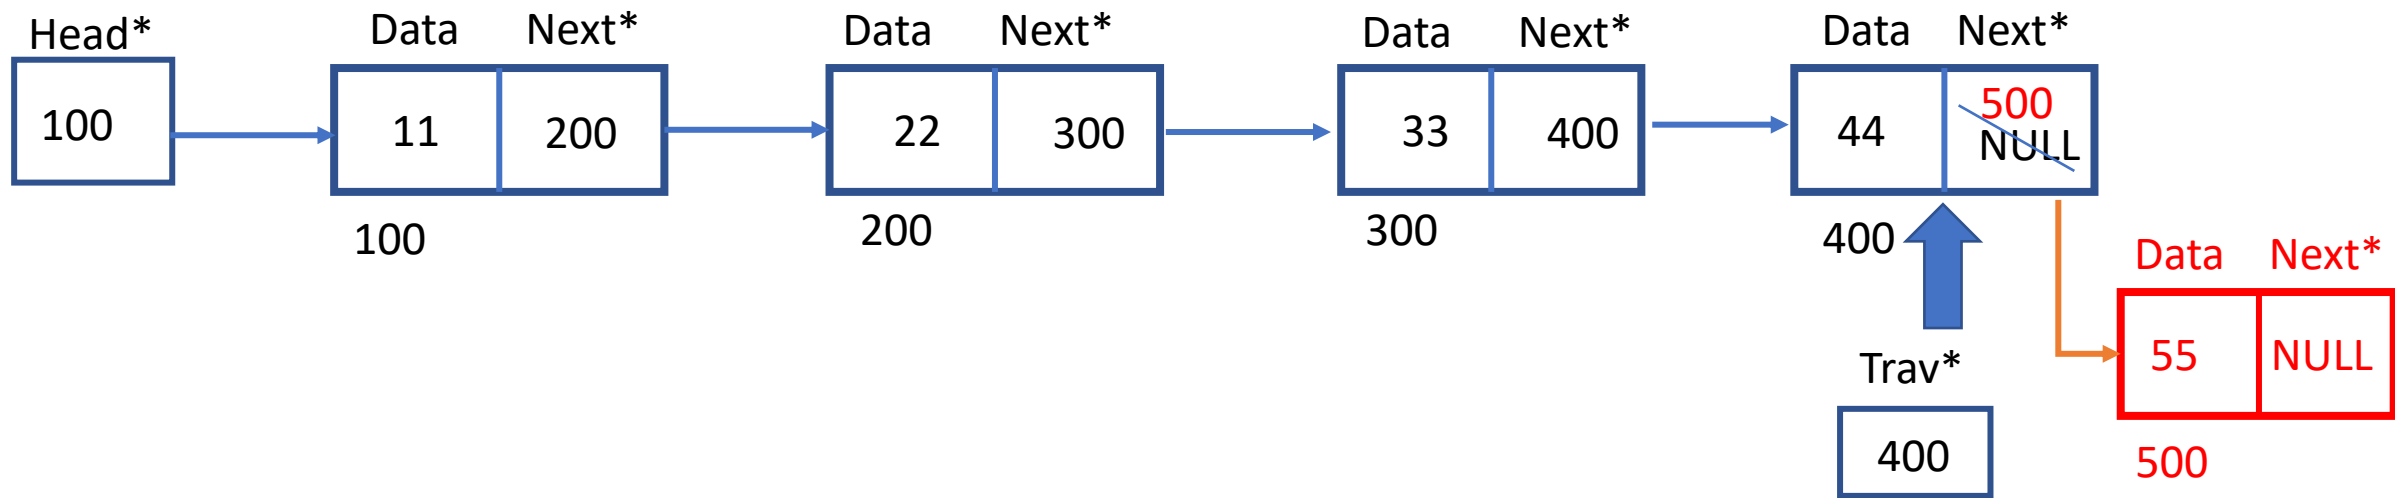 Head*
Data Next*
Data Next*
Data Next*
Data Next*
100
11 200
22 300
33 400
44
500
NULL
100
200
300
400
Data Next*
55 NULL
500
Trav*
400